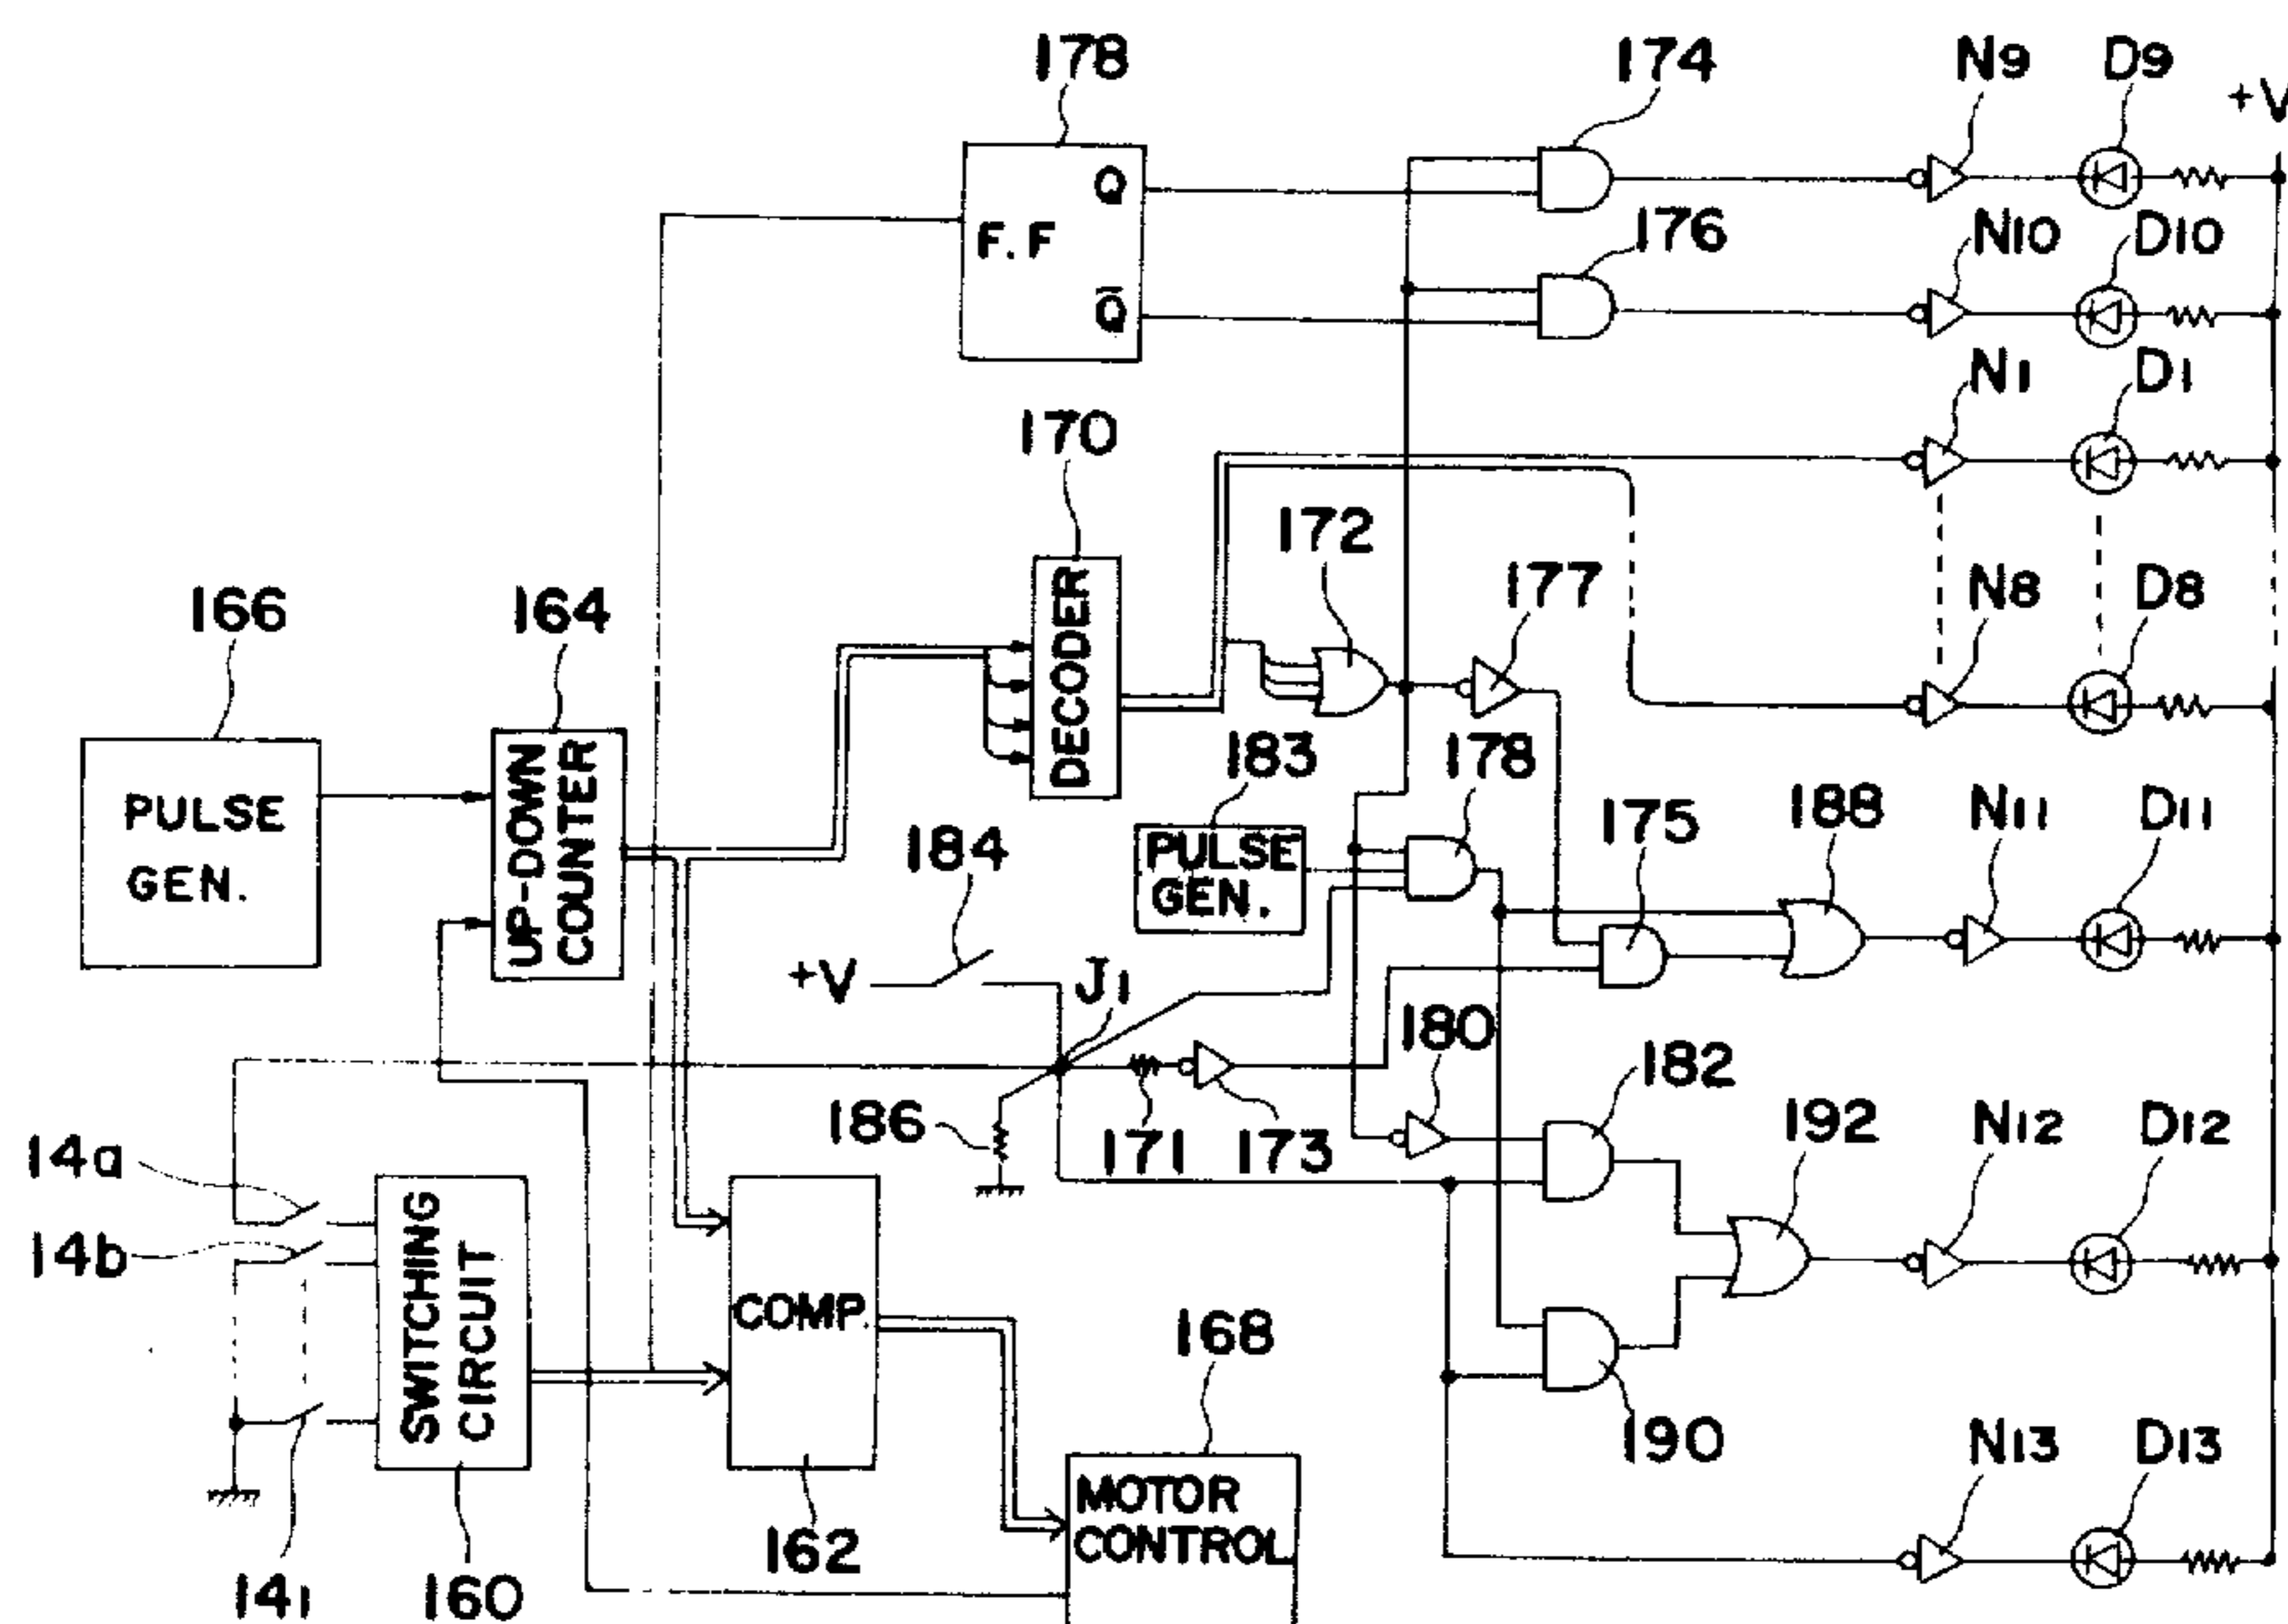 178
174
N9
D9
+V
Q
F.F
Q̄
176
N10
D10
N1
D1
170
DECODER
172
177
N8
D8
166
164
PULSE
GEN.
UP-DOWN
COUNTER
183
PULSE
GEN.
178
175
188
N11
D11
184
+V
J1
180
182
186
171
173
192
N12
D12
14a
14b
SWITCHING
CIRCUIT
COMP.
168
190
N13
D13
MOTOR
CONTROL
162
141
160